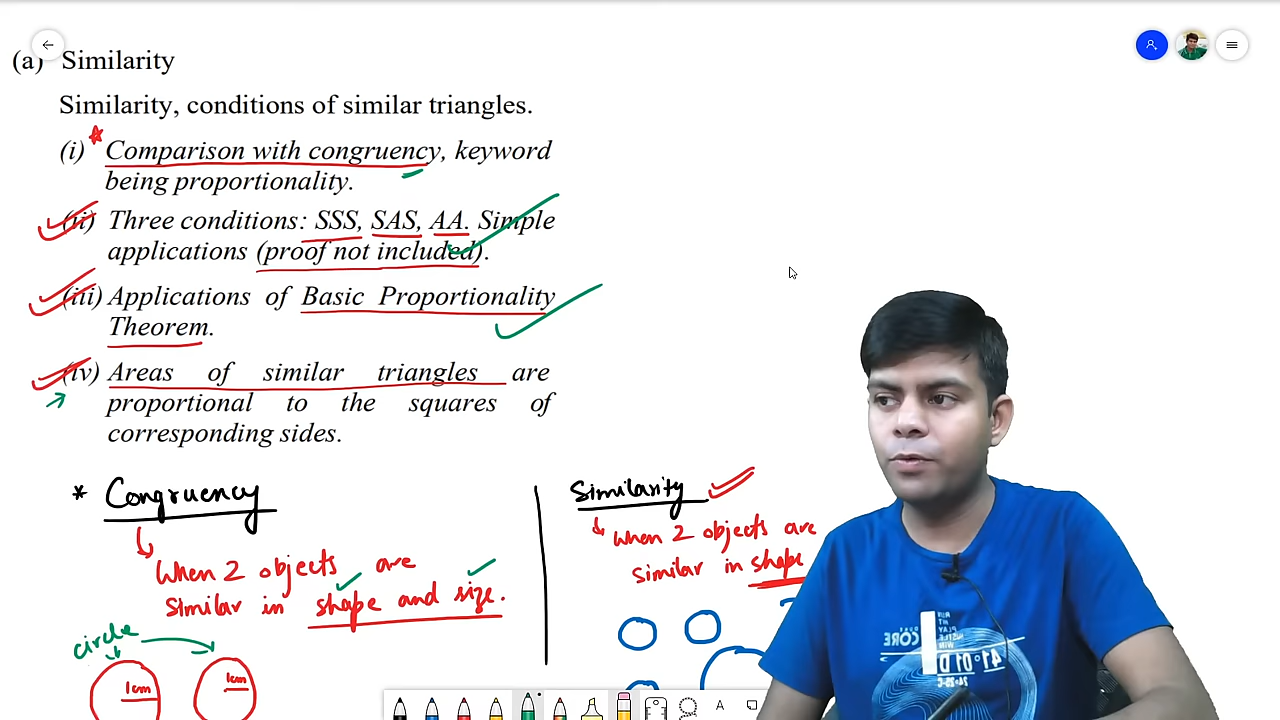 (a) Similarity
Similarity, conditions of similar triangles.
(i) Comparison with congruency, keyword
being proportionality.
(ii) Three conditions: SSS, SAS, AA. Simple
applications (proof not included).
(iii) Applications of Basic Proportionality
Theorem.
(iv) Areas of similar triangles are
proportional to the squares of
corresponding sides.
* Congruency
When 2 objects are
similar in shape and size.
circle
1cm
1cm
Similarity
When 2 objects are
similar in shape
CORE
41°01'D
A